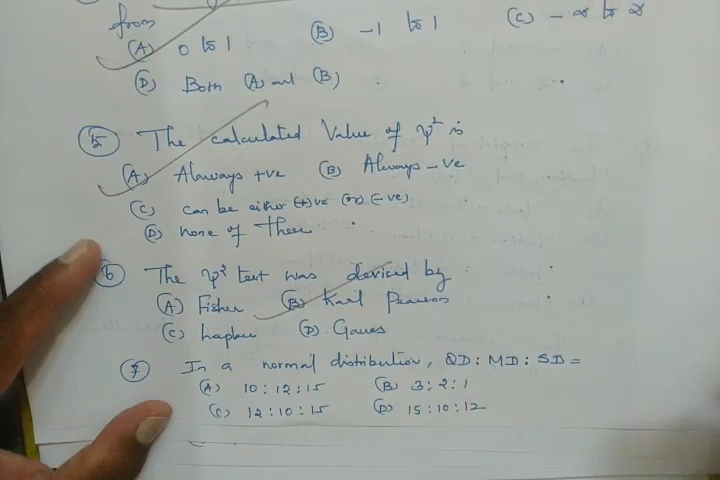 from
(A) 0 to 1 (B) -1 to 1 (C) - ∝ to ∝
(D) Both (A) and (B)
(5) The calculated Value of ψ² is
(A) Always +ve (B) Always -ve
(C) can be either (+)ve (or) (-ve)
(D) none of these
(6) The ψ² test was devised by
(A) Fisher (B) Karl Pearson
(C) Laplace (D) Gauss
(7) In a normal distribution, QD : MD : SD =
(A) 10 : 12 : 15 (B) 3 : 2 : 1
(C) 12 : 10 : 15 (D) 15 : 10 : 12